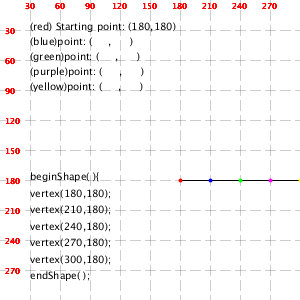 30 60 90 120 150 180 210 240 270
30
60
90
120
150
180
210
240
270
(red) Starting point: (180,180)
(blue)point: (    ,    )
(green)point: (    ,    )
(purple)point: (    ,    )
(yellow)point: (    ,    )
beginShape(){
vertex(180,180);
vertex(210,180);
vertex(240,180);
vertex(270,180);
vertex(300,180);
endShape();